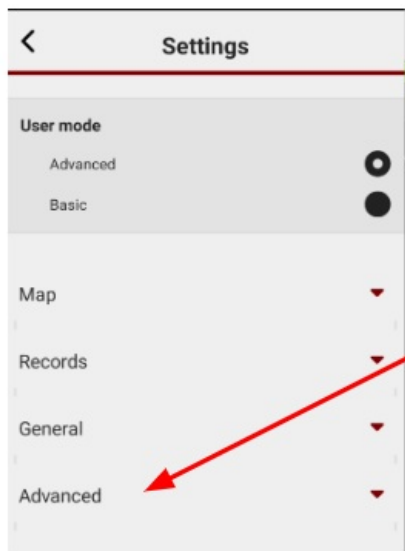 Settings
User mode
Advanced
Basic
Map
Records
General
Advanced